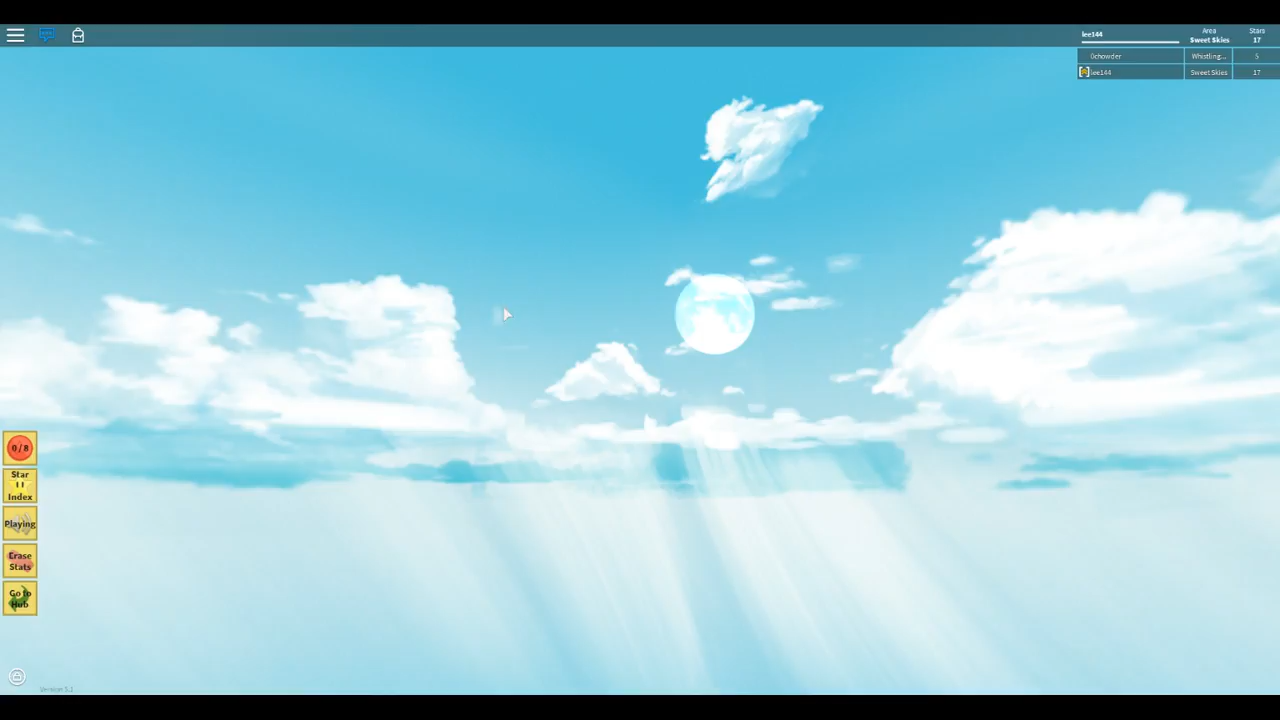 lee144
Area
Sweet Skies
Stars
17
0chowder
Whistling...
5
lee144
Sweet Skies
17
0/8
Star
Index
Playing
Erase
Stats
Go to
Hub